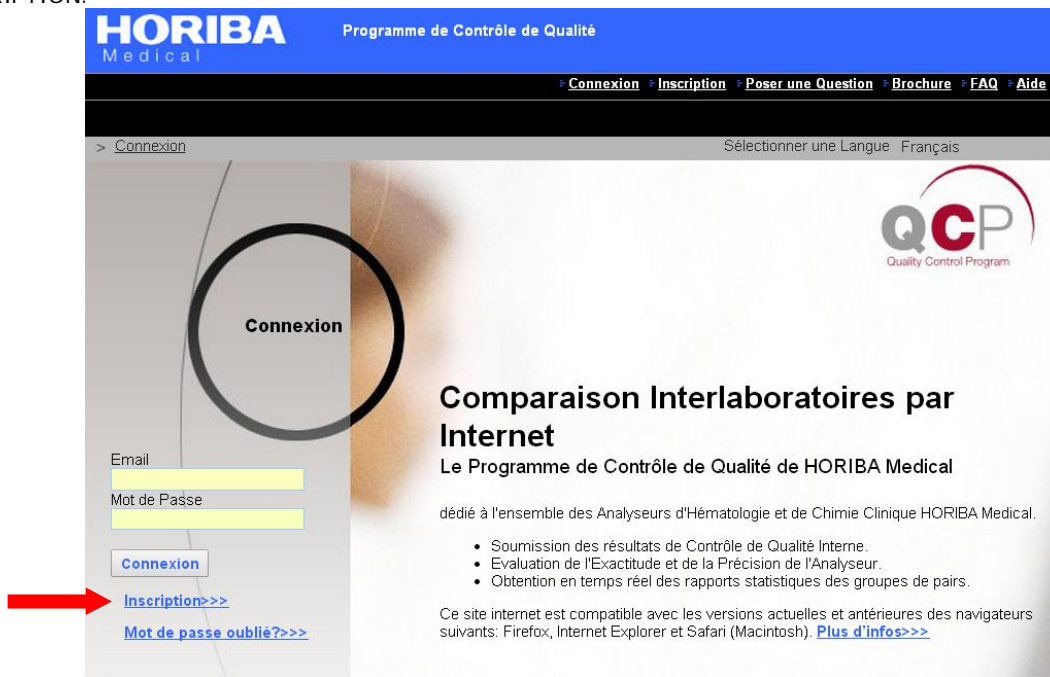 HORIBA
Medical
Programme de Contrôle de Qualité
Connexion Inscription Poser une Question Brochure FAQ Aide
> Connexion
Sélectionner une Langue Français
QCP
Quality Control Program
Connexion
Comparaison Interlaboratoires par
Internet
Le Programme de Contrôle de Qualité de HORIBA Medical
dédié à l'ensemble des Analyseurs d'Hématologie et de Chimie Clinique HORIBA Medical.
• Soumission des résultats de Contrôle de Qualité Interne.
• Evaluation de l'Exactitude et de la Précision de l'Analyseur.
• Obtention en temps réel des rapports statistiques des groupes de pairs.
Ce site internet est compatible avec les versions actuelles et antérieures des navigateurs
suivants: Firefox, Internet Explorer et Safari (Macintosh). Plus d'infos>>>
Email
Mot de Passe
Connexion
Inscription>>>
Mot de passe oublié?>>>